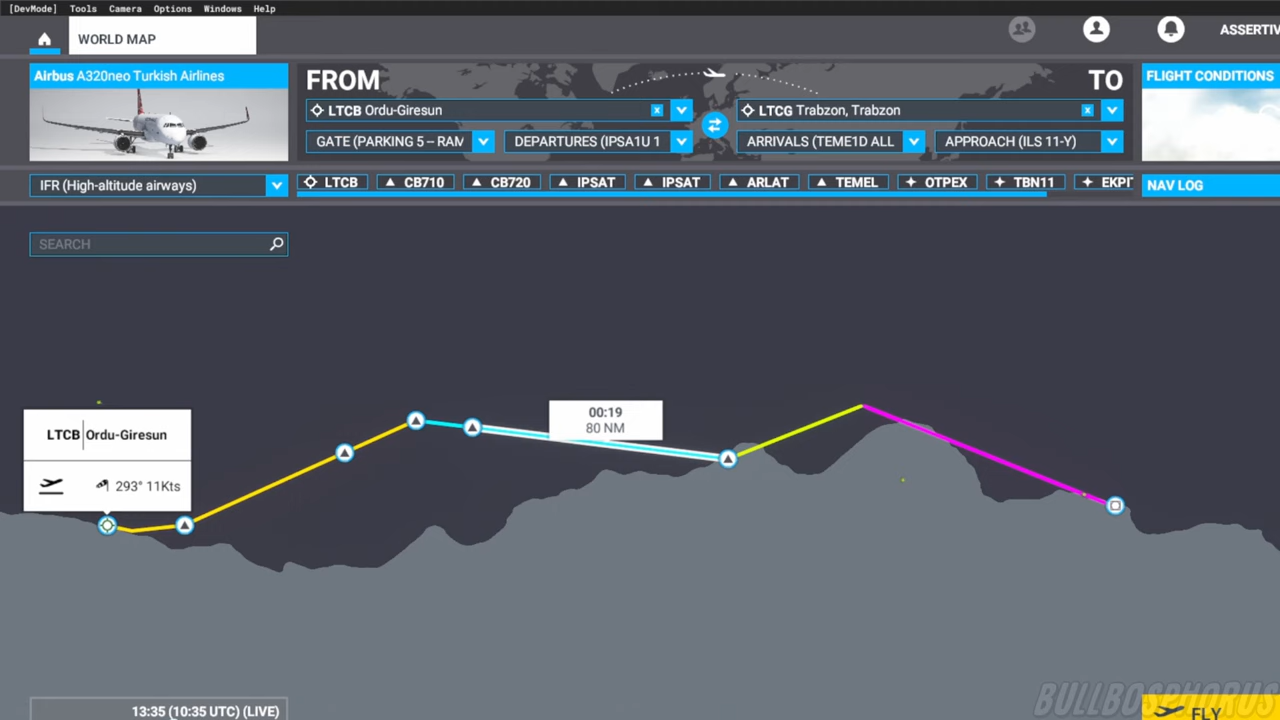 [DevMode] Tools Camera Options Windows Help
WORLD MAP
ASSERTIV
Airbus A320neo Turkish Airlines
FROM
TO
FLIGHT CONDITIONS
LTCB Ordu-Giresun
LTCG Trabzon, Trabzon
GATE (PARKING 5 – RAM
DEPARTURES (IPSA1U 1
ARRIVALS (TEME1D ALL
APPROACH (ILS 11-Y)
IFR (High-altitude airways)
LTCB CB710 CB720 IPSAT IPSAT ARLAT TEMEL OTPEX TBN11 EKPI
NAV LOG
SEARCH
00:19
80 NM
LTCB Ordu-Giresun
293° 11Kts
13:35 (10:35 UTC) (LIVE)
BULLBOSPHORUS
FLY